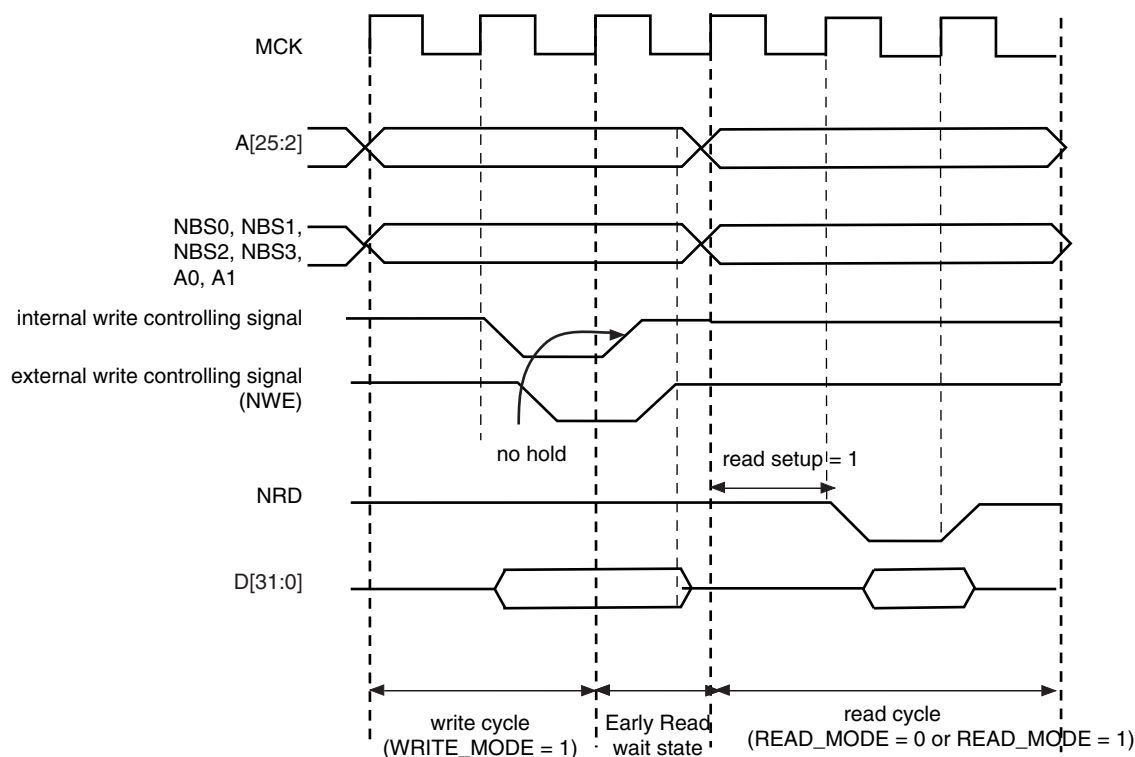 MCK
A[25:2]
NBS0, NBS1,
NBS2, NBS3,
A0, A1
internal write controlling signal
external write controlling signal
(NWE)
no hold
read setup = 1
NRD
D[31:0]
write cycle
(WRITE_MODE = 1)
Early Read
wait state
read cycle
(READ_MODE = 0 or READ_MODE = 1)